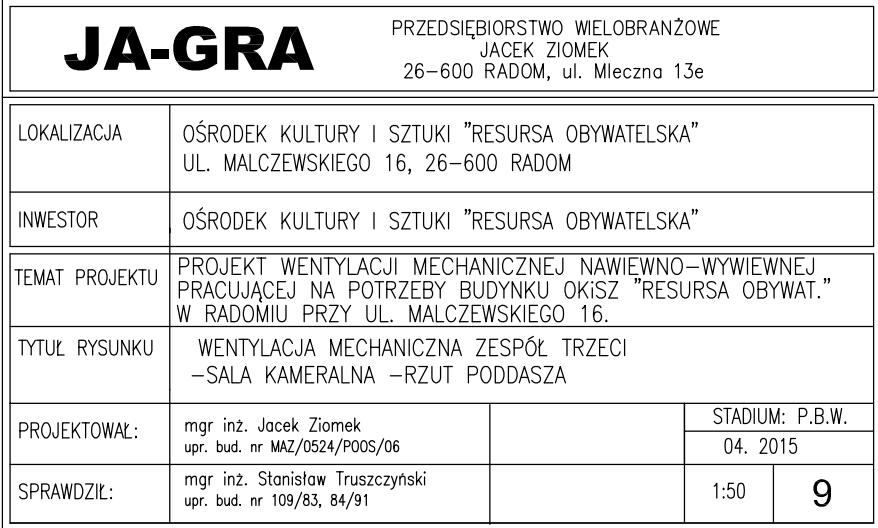 JA-GRA
PRZEDSIĘBIORSTWO WIELOBRANŻOWE
JACEK ZIOMEK
26-600 RADOM, ul. Mleczna 13e
LOKALIZACJA
OŚRODEK KULTURY I SZTUKI "RESURSA OBYWATELSKA"
UL. MALCZEWSKIEGO 16, 26-600 RADOM
INWESTOR
OŚRODEK KULTURY I SZTUKI "RESURSA OBYWATELSKA"
TEMAT PROJEKTU
PROJEKT WENTYLACJI MECHANICZNEJ NAWIEWNO-WYWIEWNEJ
PRACUJĄCEJ NA POTRZEBY BUDYNKU OKiSZ "RESURSA OBYWAT."
W RADOMIU PRZY UL. MALCZEWSKIEGO 16.
TYTUŁ RYSUNKU
WENTYLACJA MECHANICZNA ZESPÓŁ TRZECI
-SALA KAMERALNA -RZUT PODDASZA
PROJEKTOWAŁ:
mgr inż. Jacek Ziomek
upr. bud. nr MAZ/0524/POOS/06
STADIUM: P.B.W.
04. 2015
SPRAWDZIŁ:
mgr inż. Stanisław Truszczyński
upr. bud. nr 109/83, 84/91
1:50
9